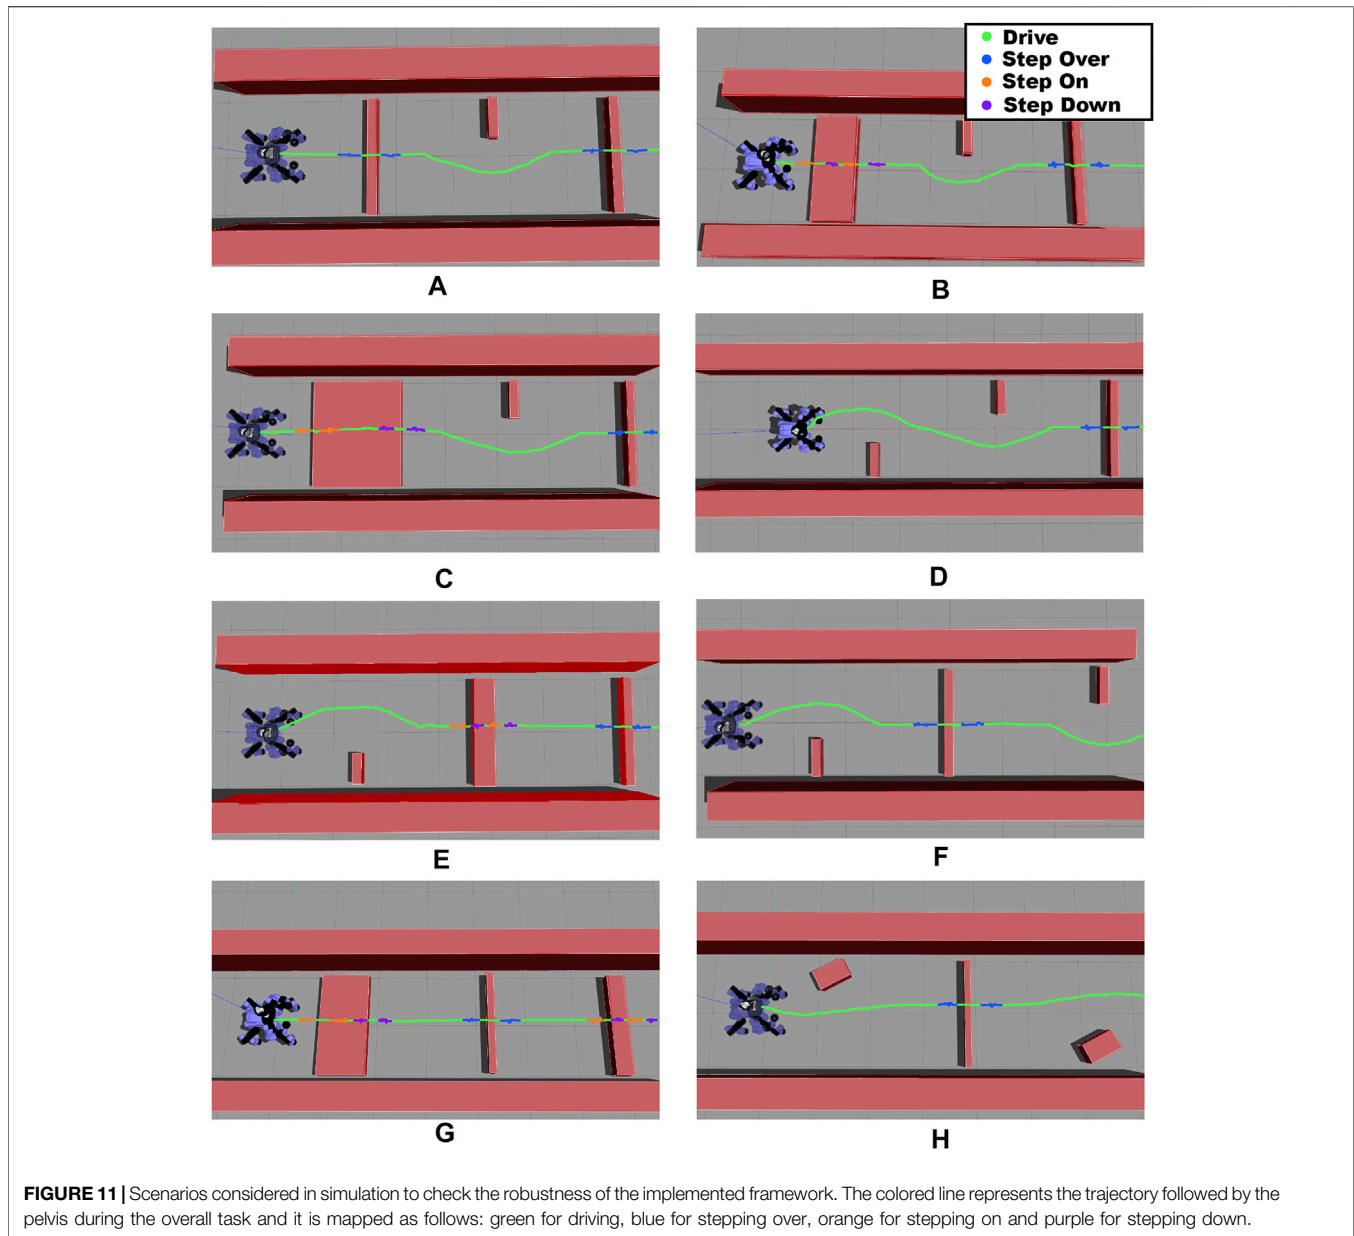 Drive
Step Over
Step On
Step Down
A
B
C
D
E
F
G
H
FIGURE 11 | Scenarios considered in simulation to check the robustness of the implemented framework. The colored line represents the trajectory followed by the
pelvis during the overall task and it is mapped as follows: green for driving, blue for stepping over, orange for stepping on and purple for stepping down.